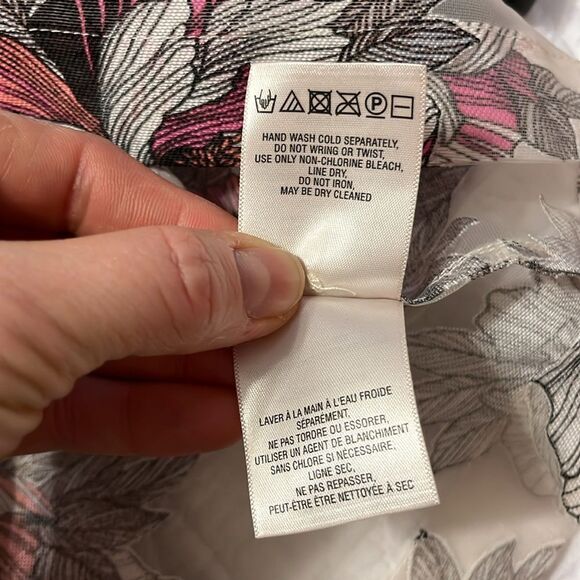 P
HAND WASH COLD SEPARATELY,
DO NOT WRING OR TWIST,
USE ONLY NON-CHLORINE BLEACH,
LINE DRY,
DO NOT IRON,
MAY BE DRY CLEANED
LAVER À LA MAIN À L'EAU FROIDE
SÉPARÉMENT.
NE PAS TORDRE OU ESSORER,
UTILISER UN AGENT DE BLANCHIMENT
SANS CHLORE SI NÉCESSAIRE.
LIGNE SEC,
NE PAS REPASSER,
PEUT-ÊTRE ÊTRE NETTOYÉE À SEC